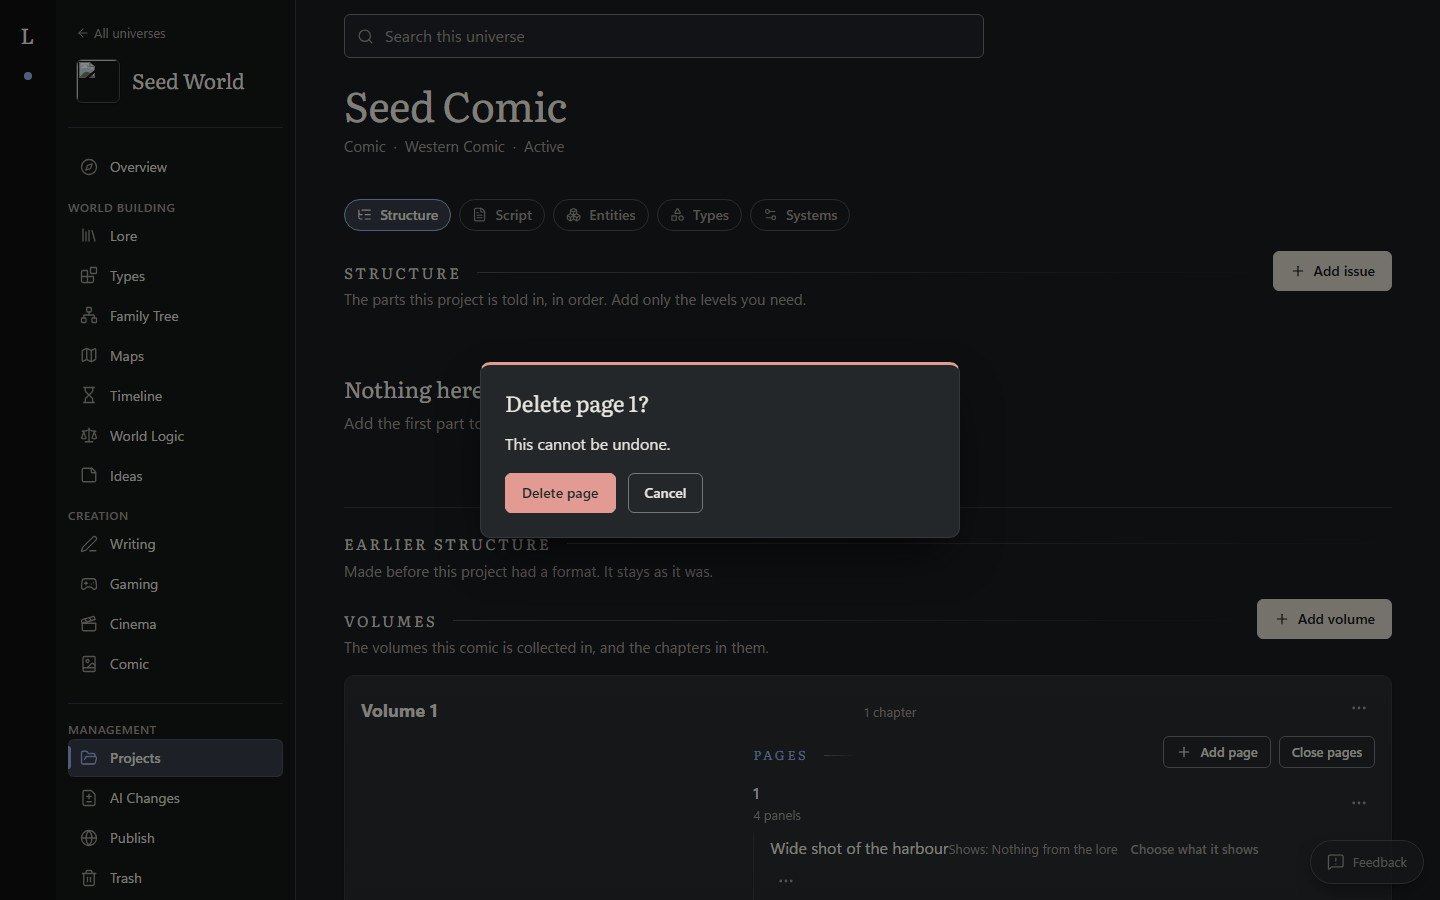 L
All universes
Seed World
Overview
WORLD BUILDING
Lore
Types
Family Tree
Maps
Timeline
World Logic
Ideas
CREATION
Writing
Gaming
Cinema
Comic
MANAGEMENT
Projects
AI Changes
Publish
Trash
Search this universe
Seed Comic
Comic · Western Comic · Active
Structure
Script
Entities
Types
Systems
STRUCTURE
Add issue
The parts this project is told in, in order. Add only the levels you need.
Nothing here
Add the first part to
Delete page 1?
This cannot be undone.
Delete page
Cancel
EARLIER STRUCTURE
Made before this project had a format. It stays as it was.
VOLUMES
Add volume
The volumes this comic is collected in, and the chapters in them.
Volume 1
1 chapter
PAGES
Add page
Close pages
1
4 panels
Wide shot of the harbour
Shows: Nothing from the lore
Choose what it shows
Feedback